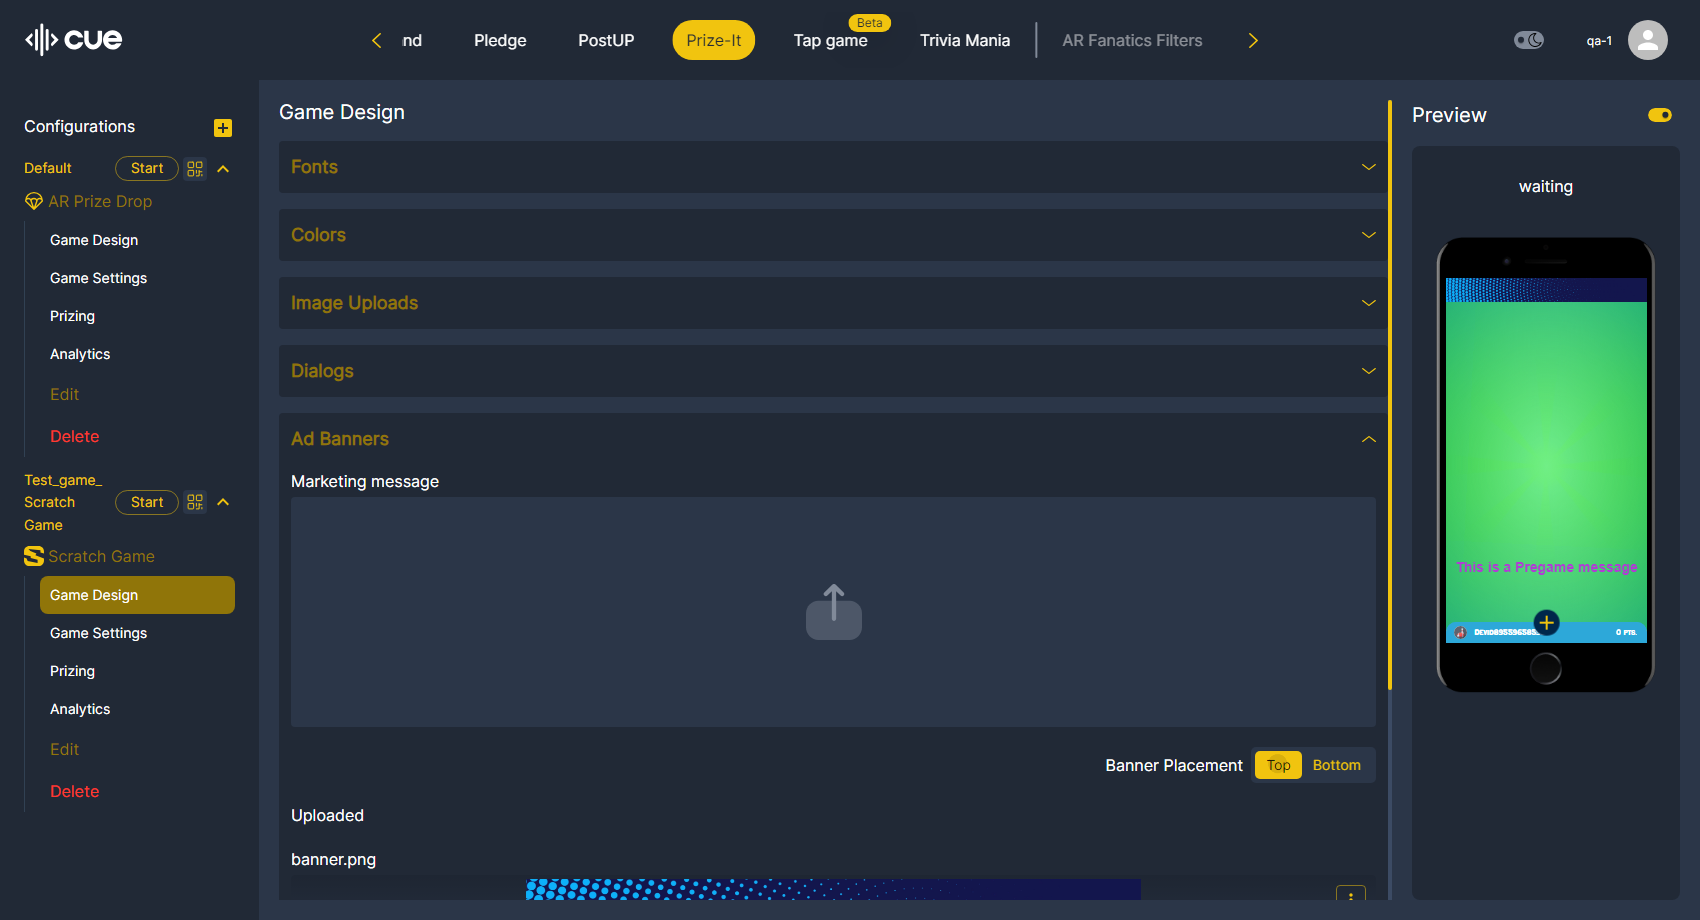 cue
nd
Pledge
PostUP
Prize-It
Tap game
Beta
Trivia Mania
AR Fanatics Filters
qa-1
Configurations
Default
Start
AR Prize Drop
Game Design
Game Settings
Prizing
Analytics
Edit
Delete
Test_game_
Scratch
Game
Start
Scratch Game
Game Design
Game Settings
Prizing
Analytics
Edit
Delete
Game Design
Fonts
Colors
Image Uploads
Dialogs
Ad Banners
Marketing message
Banner Placement
Top
Bottom
Uploaded
banner.png
Preview
waiting
This is a Pregame message
0 PTS.